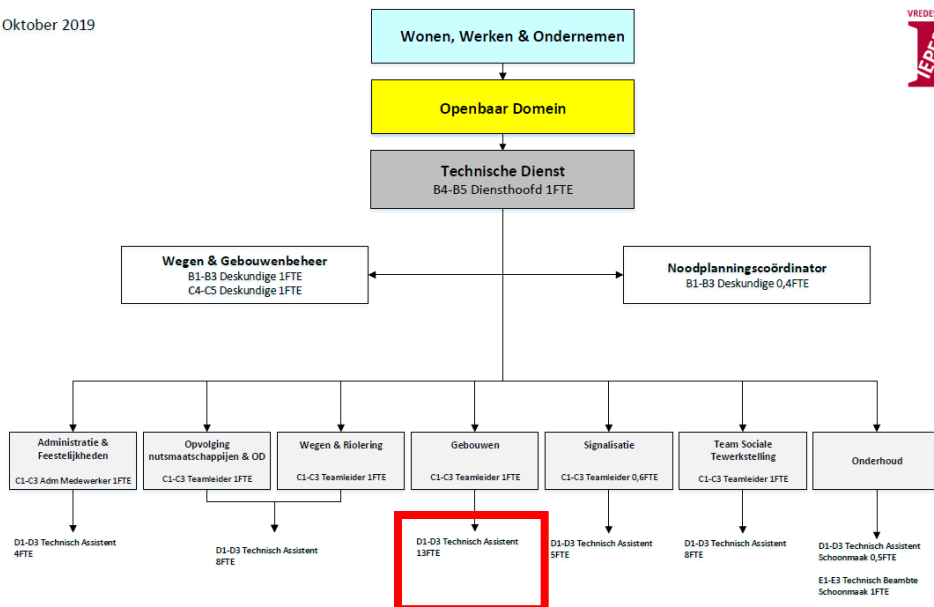 Oktober 2019
VREDES
IEPER
Wonen, Werken & Ondernemen
Openbaar Domein
Technische Dienst
B4-B5 Diensthoofd 1FTE
Wegen & Gebouwenbeheer
B1-B3 Deskundige 1FTE
C4-C5 Deskundige 1FTE
Noodplanningscoördinator
B1-B3 Deskundige 0,4FTE
Administratie &
Feestelijkheden
C1-C3 Adm Medewerker 1FTE
Opvolging
nutsmaatschappijen & OD
C1-C3 Teamleider 1FTE
Wegen & Riolering
C1-C3 Teamleider 1FTE
Gebouwen
C1-C3 Teamleider 1FTE
Signalisatie
C1-C3 Teamleider 0,6FTE
Team Sociale
Tewerkstelling
C1-C3 Teamleider 1FTE
Onderhoud
D1-D3 Technisch Assistent
4FTE
D1-D3 Technisch Assistent
8FTE
D1-D3 Technisch Assistent
13FTE
D1-D3 Technisch Assistent
5FTE
D1-D3 Technisch Assistent
8FTE
D1-D3 Technisch Assistent
Schoonmaak 0,5FTE
E1-E3 Technisch Beambte
Schoonmaak 1FTE